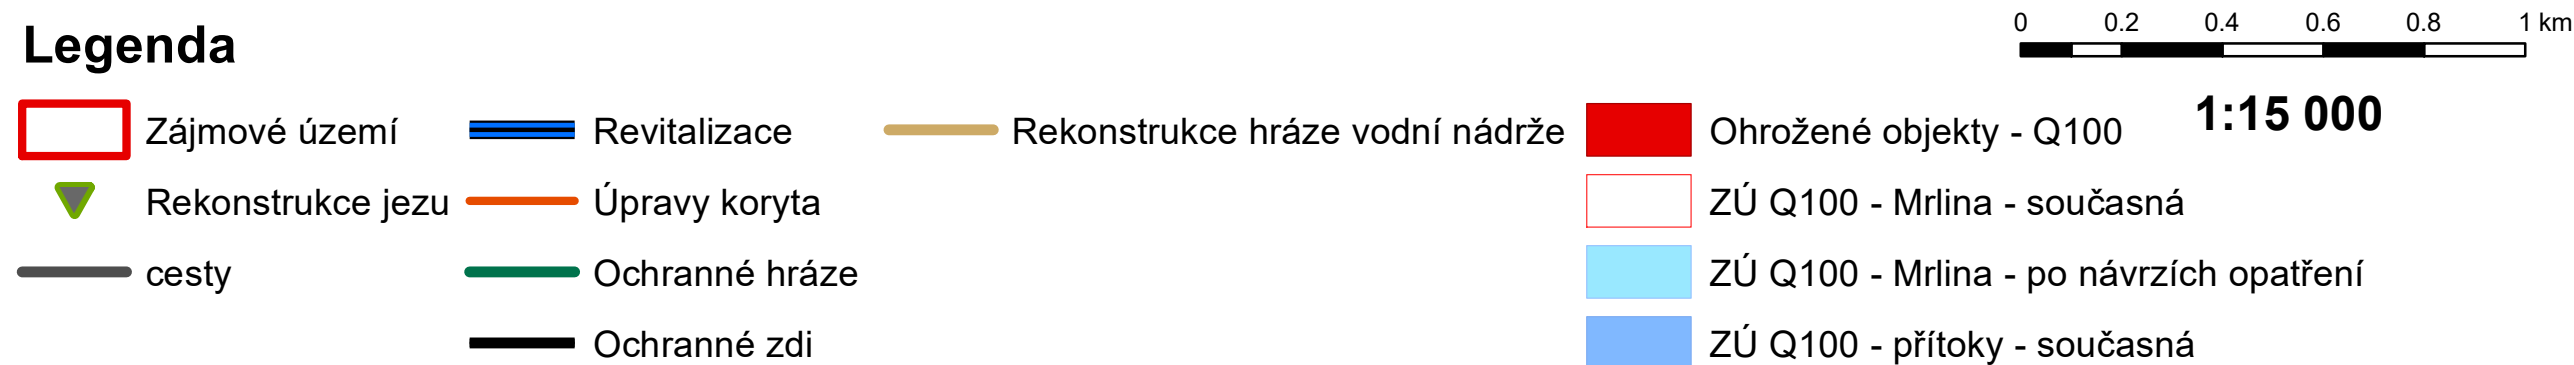 Legenda
0 0.2 0.4 0.6 0.8 1 km
1:15 000
Zájmové území
Rekonstrukce jezu
cesty
Revitalizace
Úpravy koryta
Ochranné hráze
Ochranné zdi
Rekonstrukce hráze vodní nádrže
Ohrožené objekty - Q100
ZÚ Q100 - Mrlina - současná
ZÚ Q100 - Mrlina - po návrzích opatření
ZÚ Q100 - přítoky - současná